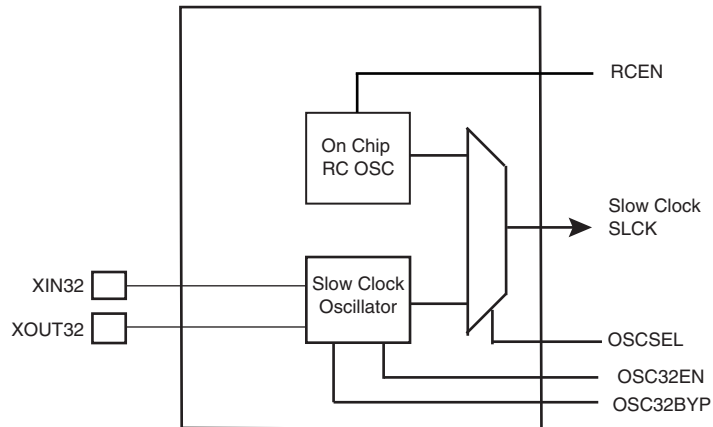 RCEN
On Chip
RC OSC
Slow Clock
SLCK
XIN32
Slow Clock
Oscillator
XOUT32
OSCSEL
OSC32EN
OSC32BYP